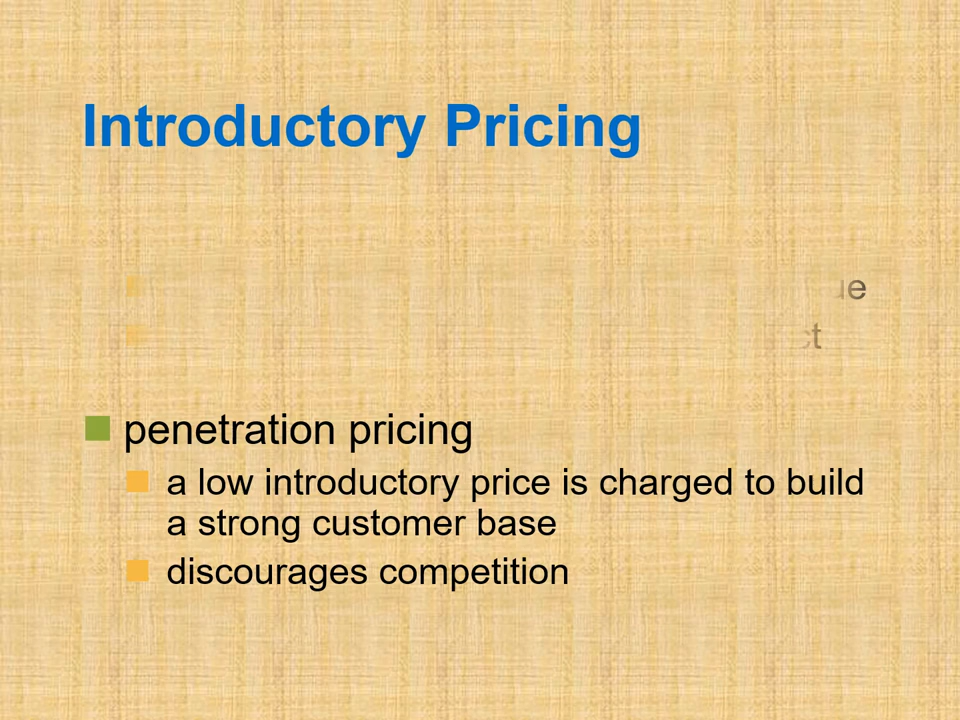 Introductory Pricing
penetration pricing
a low introductory price is charged to build
a strong customer base
discourages competition